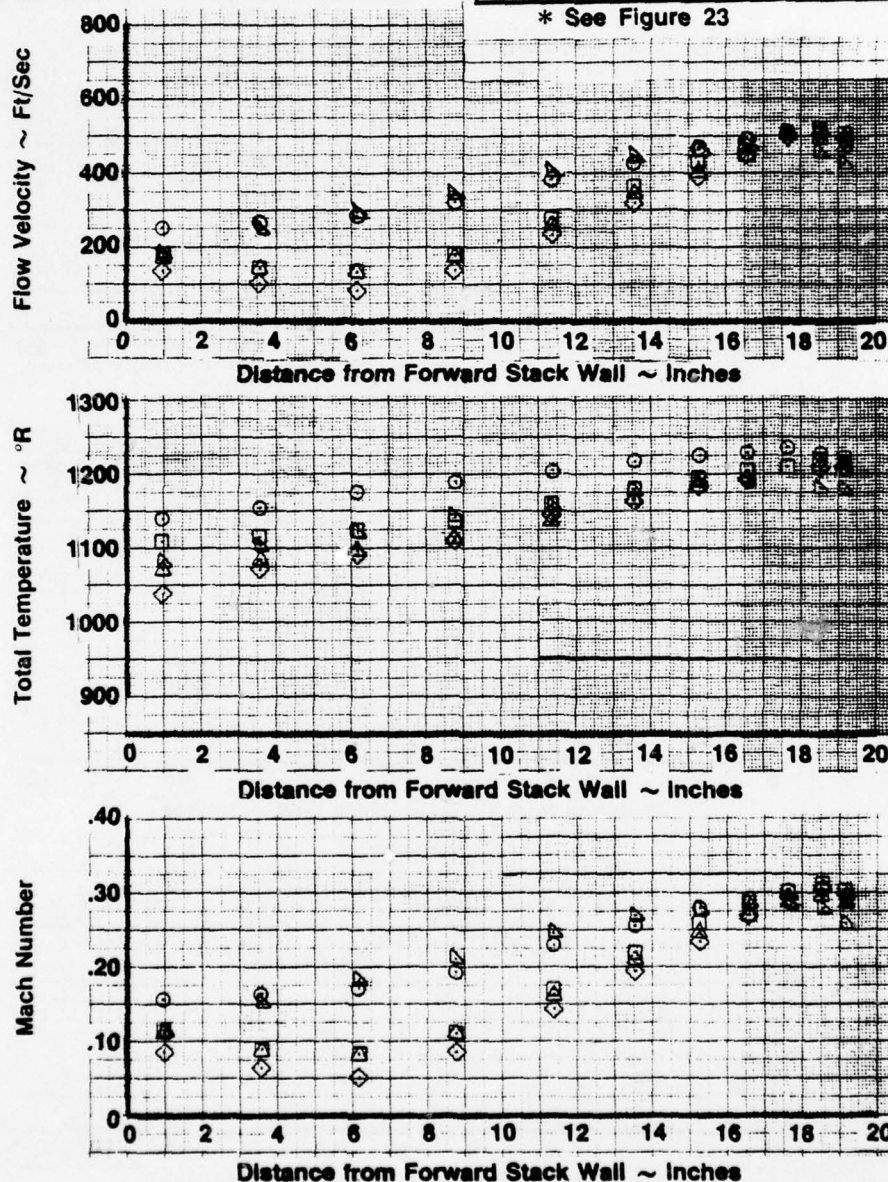 * See Figure 23
Flow Velocity ~ Ft/Sec
800
600
400
200
0
0 2 4 6 8 10 12 14 16 18 20
Distance from Forward Stack Wall ~ Inches
Total Temperature ~ °R
1300
1200
1100
1000
900
0 2 4 6 8 10 12 14 16 18 20
Distance from Forward Stack Wall ~ Inches
Mach Number
.40
.30
.20
.10
0
0 2 4 6 8 10 12 14 16 18 20
Distance from Forward Stack Wall ~ Inches